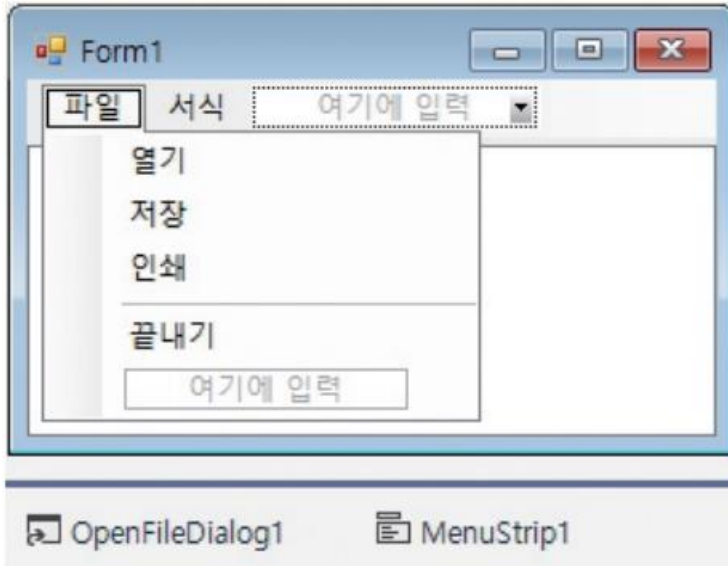 Form1
파일 서식 여기에 입력
열기
저장
인쇄
끝내기
여기에 입력
OpenFileDialog1 MenuStrip1